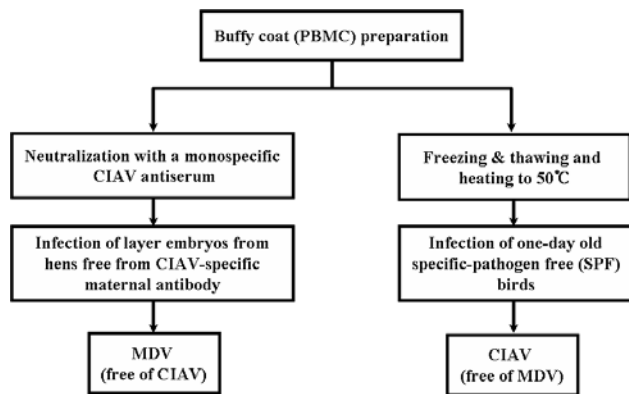 Buffy coat (PBMC) preparation
Neutralization with a monospecific
CIAV antiserum
Freezing & thawing and
heating to 50℃
Infection of layer embryos from
hens free from CIAV-specific
maternal antibody
Infection of one-day old
specific-pathogen free (SPF)
birds
MDV
(free of CIAV)
CIAV
(free of MDV)